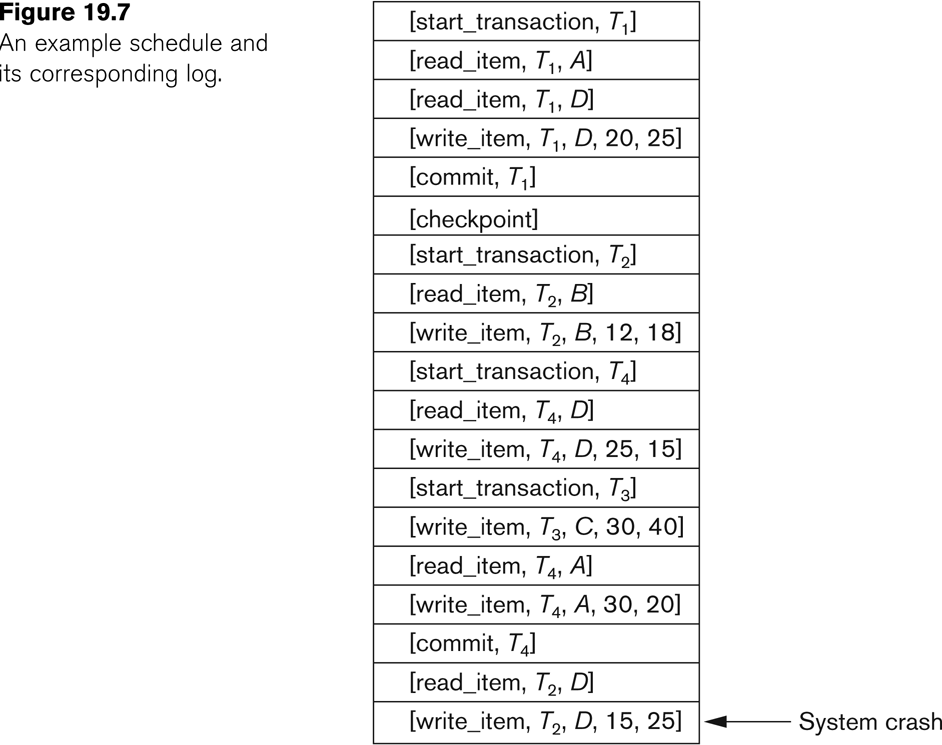 Figure 19.7
An example schedule and
its corresponding log.
[start_transaction, T1]
[read_item, T1, A]
[read_item, T1, D]
[write_item, T1, D, 20, 25]
[commit, T1]
[checkpoint]
[start_transaction, T2]
[read_item, T2, B]
[write_item, T2, B, 12, 18]
[start_transaction, T4]
[read_item, T4, D]
[write_item, T4, D, 25, 15]
[start_transaction, T3]
[write_item, T3, C, 30, 40]
[read_item, T4, A]
[write_item, T4, A, 30, 20]
[commit, T4]
[read_item, T2, D]
[write_item, T2, D, 15, 25] System crash